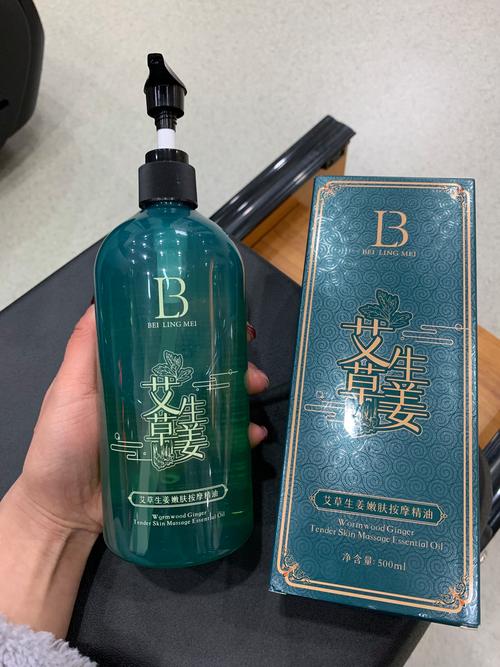 LB
BEI LING MEI
艾草
生姜
艾草生姜嫩肤按摩精油
Wormwood Ginger
Tender Skin Massage Essential Oil
LB
BEI LING MEI
艾草
生姜
艾草生姜嫩肤按摩精油
Wormwood Ginger
Tender Skin Massage Essential Oil
净含量:500ml